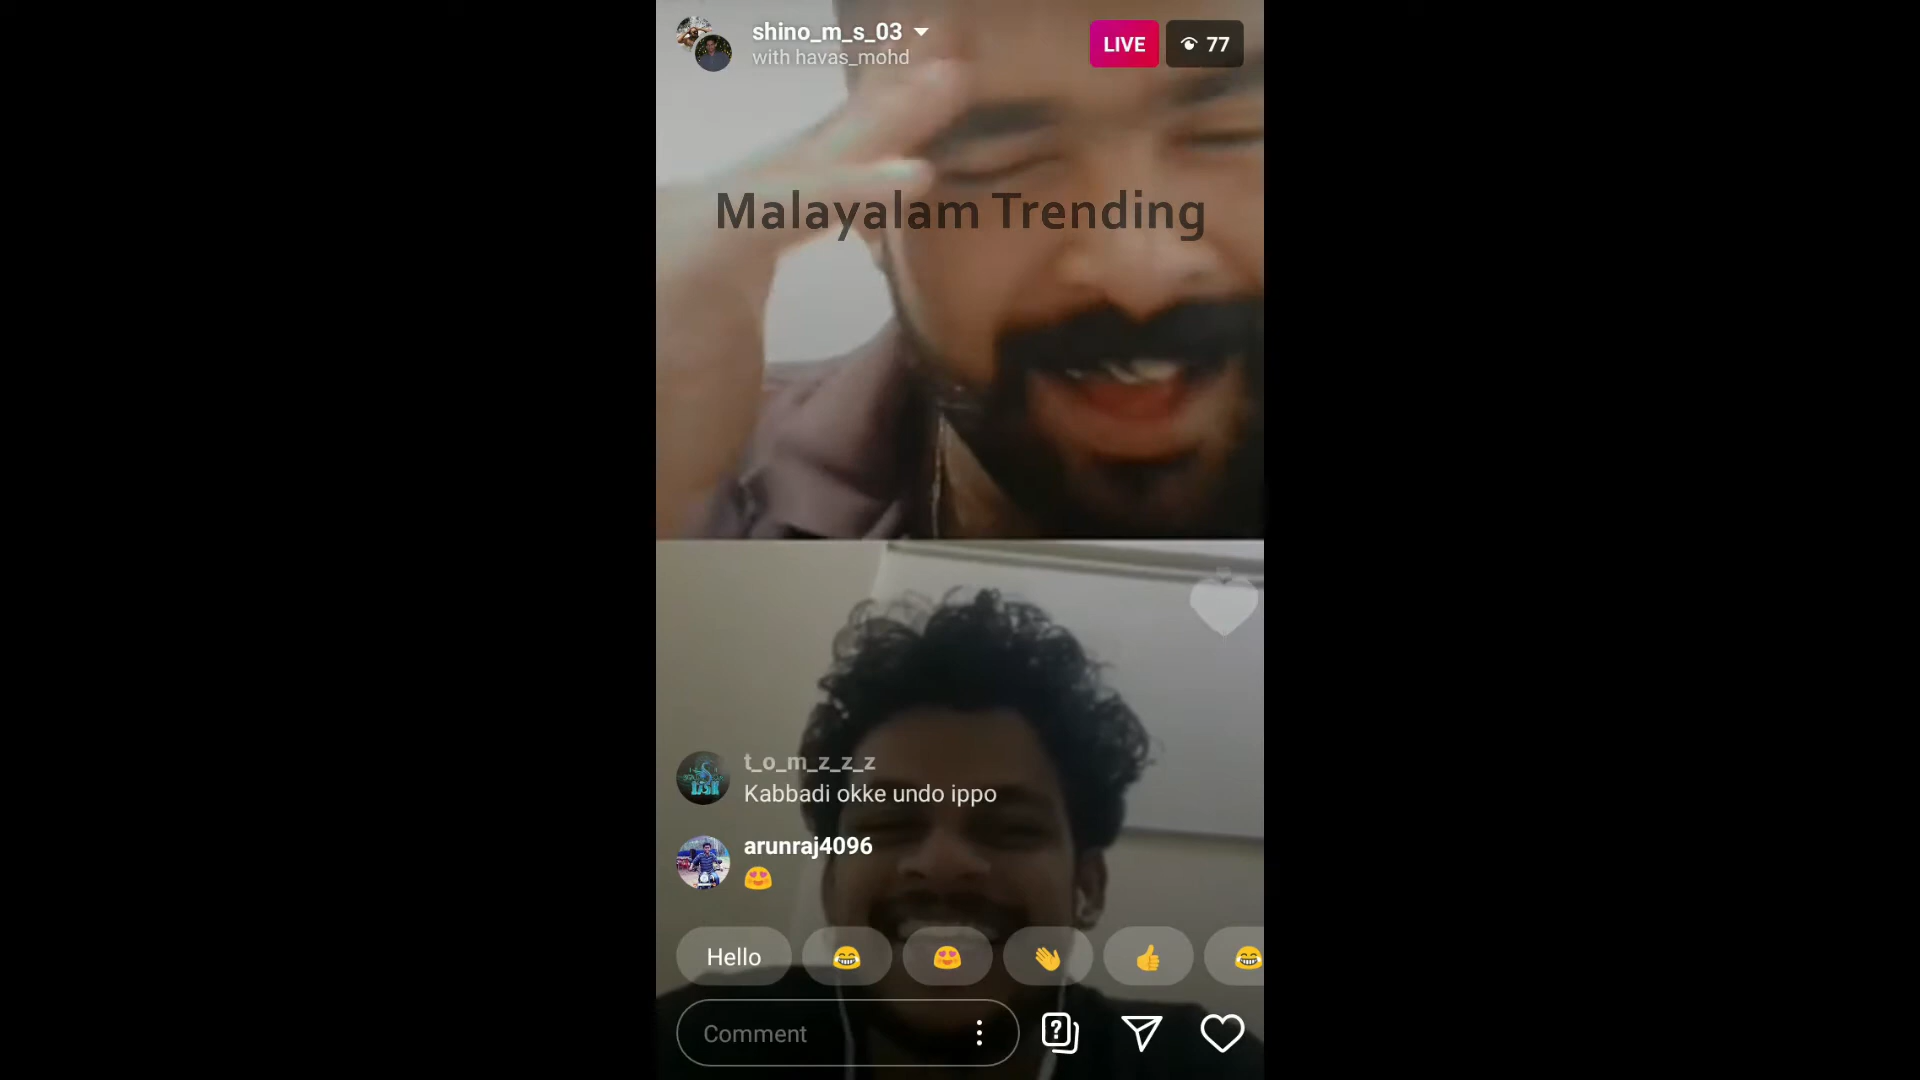 shino_m_s_03
with havas_mohd
LIVE
77
Malayalam Trending
t_o_m_z_z_z
Kabbadi okke undo ippo
arunraj4096
😍
Hello 😂 😍 👋 👍 😂
Comment